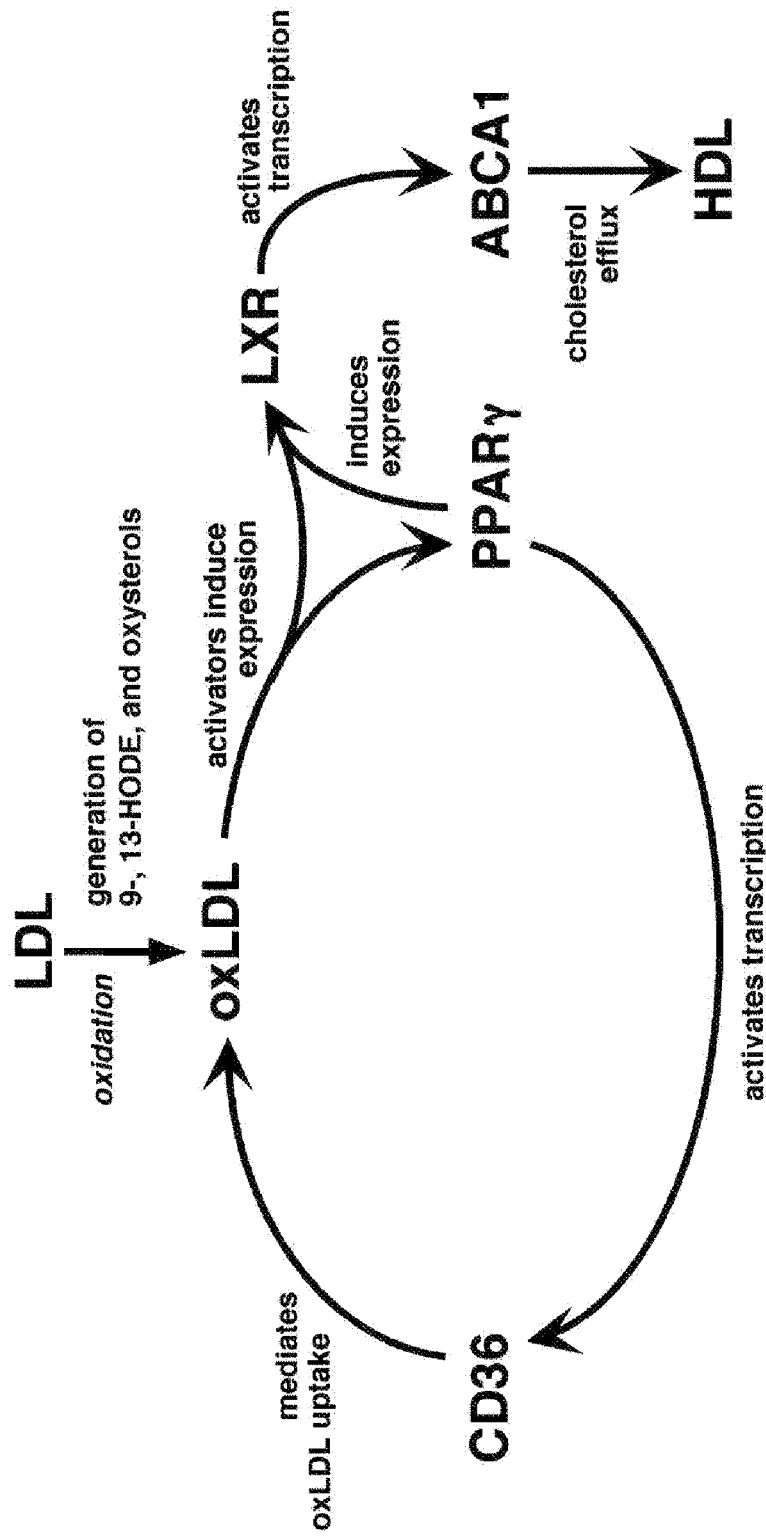 LDL
oxidation
generation of
9-, 13-HODE, and oxysterols
oxLDL
activators induce
expression
LXR
activates
transcription
mediates
oxLDL uptake
induces
expression
CD36
PPARγ
ABCA1
cholesterol
efflux
HDL
activates transcription